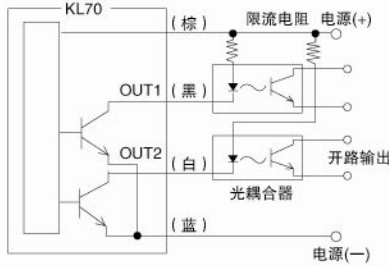 KL70
（棕） 限流电阻 电源(+)
OUT1（黑）
OUT2
（白） 开路输出
光耦合器
（蓝）
电源(一)